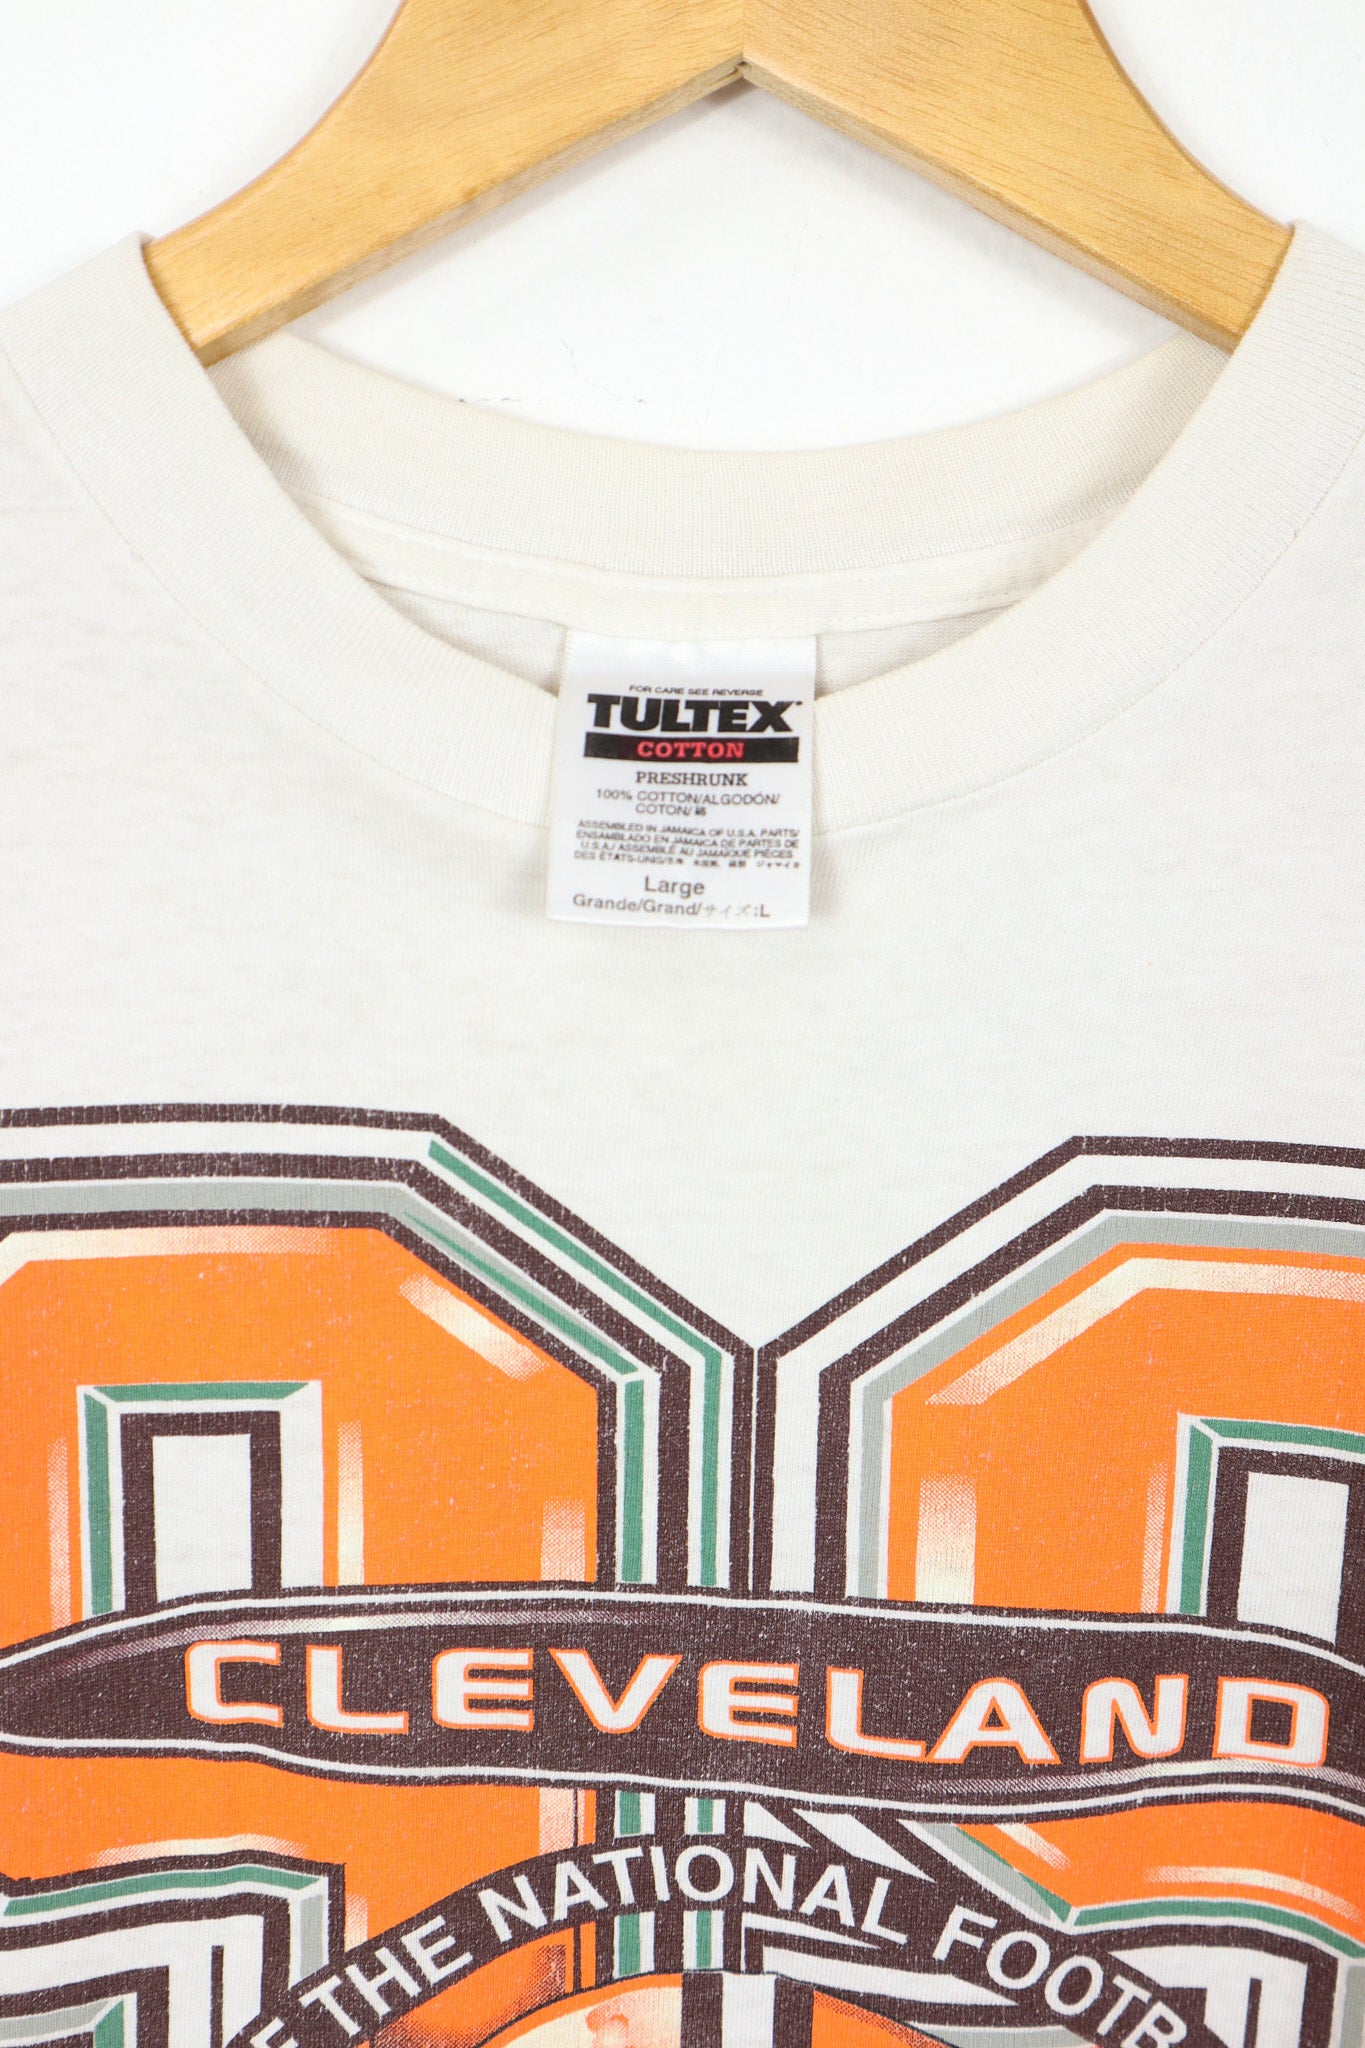 FOR CARE SEE REVERSE
TULTEX
COTTON
PRESHRUNK
100% COTTON/ALGODÓN/
COTON/綿
ASSEMBLED IN JAMAICA OF U.S.A. PARTS/
ENSAMBLADO EN JAMAICA DE PARTES DE
U.S.A./ ASSEMBLÉ AU JAMAÏQUE PIÈCES
DES ÉTATS-UNIS/
Large
Grande/Grand/サイズ:L
CLEVELAND
THE NATIONAL FOOTB